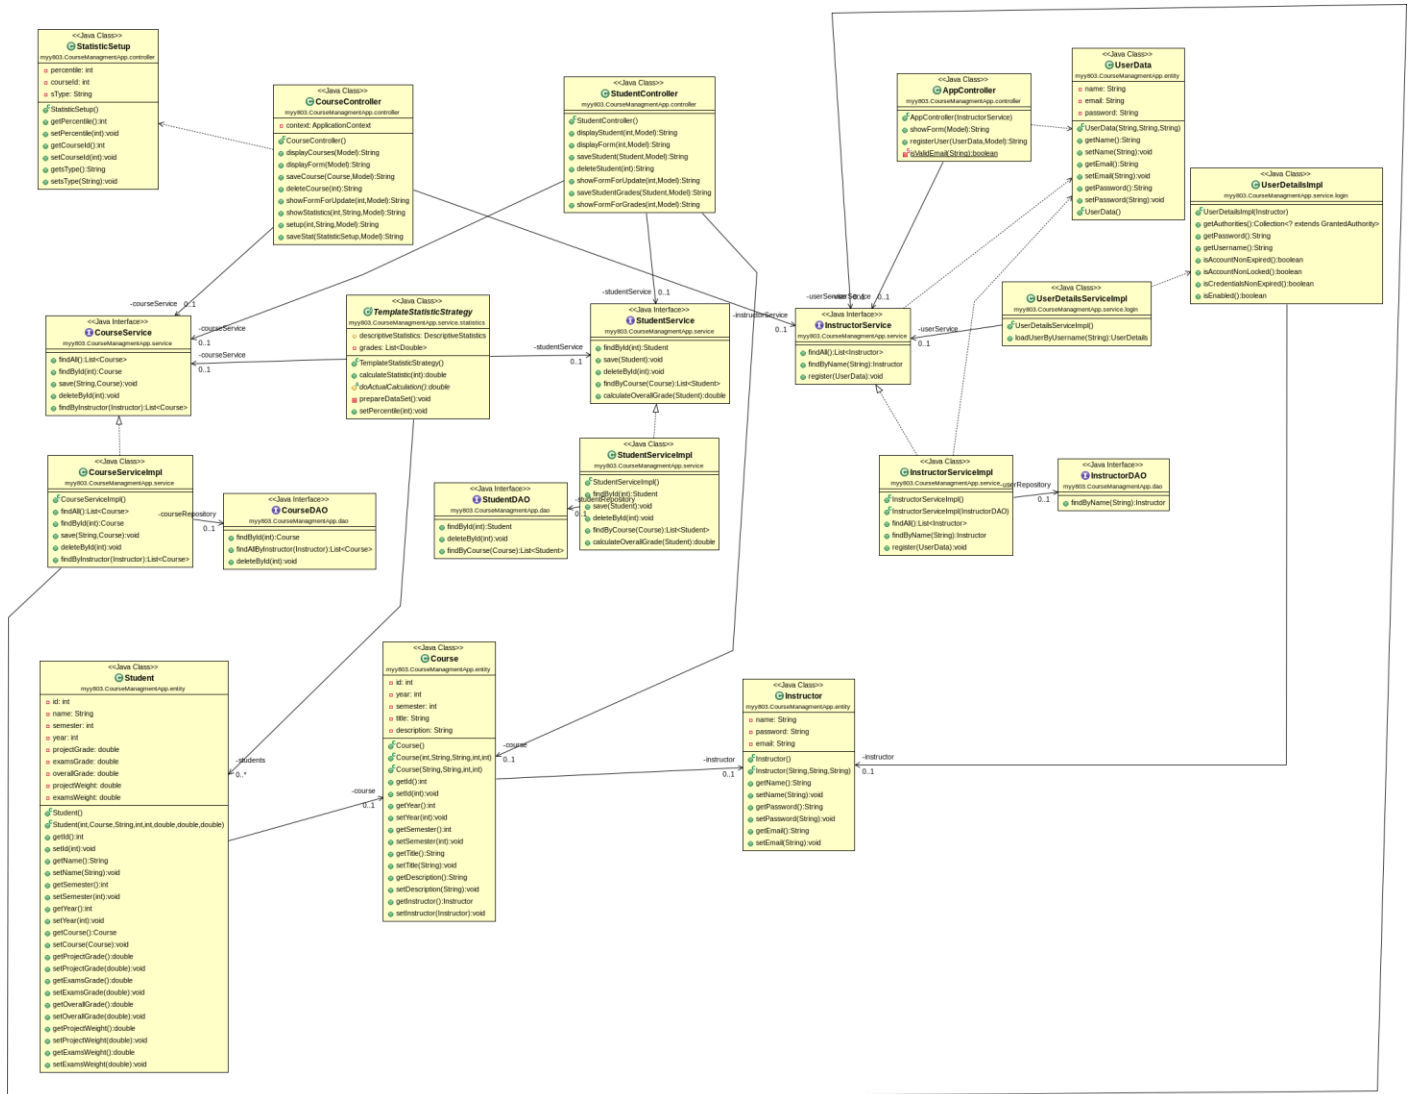 <<Java Class>>
StatisticSetup
myy803.CourseManagmentApp.controller
percentile: int
courseId: int
sType: String
StatisticSetup()
getPercentile():int
setPercentile(int):void
getCourseId():int
setCourseId(int):void
getsType():String
setsType(String):void
<<Java Class>>
CourseController
myy803.CourseManagmentApp.controller
context: ApplicationContext
CourseController()
displayCourses(Model):String
displayForm(Model):String
saveCourse(Course,Model):String
deleteCourse(int):String
showFormForUpdate(int,Model):String
showStatistics(int,String,Model):String
setup(int,String,Model):String
saveStat(StatisticSetup,Model):String
<<Java Class>>
StudentController
myy803.CourseManagmentApp.controller
StudentController()
displayStudent(int,Model):String
displayForm(int,Model):String
saveStudent(Student,Model):String
deleteStudent(int):String
showFormForUpdate(int,Model):String
saveStudentGrades(Student,Model):String
showFormForGrades(int,Model):String
<<Java Class>>
AppController
myy803.CourseManagmentApp.controller
AppController(InstructorService)
showForm(Model):String
registerUser(UserData,Model):String
isValidEmail(String):boolean
<<Java Class>>
UserData
myy803.CourseManagmentApp.entity
name: String
email: String
password: String
UserData(String,String,String)
getName():String
setName(String):void
getEmail():String
setEmail(String):void
getPassword():String
setPassword(String):void
UserData()
<<Java Class>>
UserDetailsImpl
myy803.CourseManagmentApp.service.login
UserDetailsImpl(Instructor)
getAuthorities():Collection<? extends GrantedAuthority>
getPassword():String
getUsername():String
isAccountNonExpired():boolean
isAccountNonLocked():boolean
isCredentialsNonExpired():boolean
isEnabled():boolean
-courseService 0..1
-courseService
0..1
-courseService
0..1
-studentService 0..1
-studentService
0..1
-instructorService
0..1
0..1
-userService
0..1
<<Java Interface>>
CourseService
myy803.CourseManagmentApp.service
findAll():List<Course>
findById(int):Course
save(String,Course):void
deleteById(int):void
findByInstructor(Instructor):List<Course>
<<Java Class>>
TemplateStatisticStrategy
myy803.CourseManagmentApp.service.statistics
descriptiveStatistics: DescriptiveStatistics
grades: List<Double>
TemplateStatisticStrategy()
calculateStatistic(int):double
doActualCalculation():double
prepareDataSet():void
setPercentile(int):void
<<Java Interface>>
StudentService
myy803.CourseManagmentApp.service
findById(int):Student
save(Student):void
deleteById(int):void
findByCourse(Course):List<Student>
calculateOverallGrade(Student):double
<<Java Interface>>
InstructorService
myy803.CourseManagmentApp.service
findAll():List<Instructor>
findByName(String):Instructor
register(UserData):void
<<Java Class>>
UserDetailsServiceImpl
myy803.CourseManagmentApp.service.login
UserDetailsServiceImpl()
loadUserByUsername(String):UserDetails
<<Java Class>>
CourseServiceImpl
myy803.CourseManagmentApp.service
CourseServiceImpl()
findAll():List<Course>
findById(int):Course
save(String,Course):void
deleteById(int):void
findByInstructor(Instructor):List<Course>
-courseRepository
0..1
<<Java Interface>>
CourseDAO
myy803.CourseManagmentApp.dao
findById(int):Course
findAllByInstructor(Instructor):List<Course>
deleteById(int):void
<<Java Interface>>
StudentDAO
myy803.CourseManagmentApp.dao
findById(int):Student
deleteById(int):void
findByCourse(Course):List<Student>
-studentRepository
0..1
<<Java Class>>
StudentServiceImpl
myy803.CourseManagmentApp.service
StudentServiceImpl()
findById(int):Student
save(Student):void
deleteById(int):void
findByCourse(Course):List<Student>
calculateOverallGrade(Student):double
<<Java Class>>
InstructorServiceImpl
myy803.CourseManagmentApp.service
InstructorServiceImpl()
InstructorServiceImpl(InstructorDAO)
findAll():List<Instructor>
findByName(String):Instructor
register(UserData):void
-userRepository
0..1
<<Java Interface>>
InstructorDAO
myy803.CourseManagmentApp.dao
findByName(String):Instructor
<<Java Class>>
Student
myy803.CourseManagmentApp.entity
id: int
name: String
semester: int
year: int
projectGrade: double
examsGrade: double
overallGrade: double
projectWeight: double
examsWeight: double
Student()
Student(int,Course,String,int,int,double,double,double)
getId():int
setId(int):void
getName():String
setName(String):void
getSemester():int
setSemester(int):void
getYear():int
setYear(int):void
getCourse():Course
setCourse(Course):void
getProjectGrade():double
setProjectGrade(double):void
getExamsGrade():double
setExamsGrade(double):void
getOverallGrade():double
setOverallGrade(double):void
getProjectWeight():double
setProjectWeight(double):void
getExamsWeight():double
setExamsWeight(double):void
-students
0..*
-course
0..1
<<Java Class>>
Course
myy803.CourseManagmentApp.entity
id: int
year: int
semester: int
title: String
description: String
Course()
Course(int,String,String,int,int)
Course(String,String,int,int)
getId():int
setId(int):void
getYear():int
setYear(int):void
getSemester():int
setSemester(int):void
getTitle():String
setTitle(String):void
getDescription():String
setDescription(String):void
getInstructor():Instructor
setInstructor(Instructor):void
-course
0..1
-instructor
0..1
<<Java Class>>
Instructor
myy803.CourseManagmentApp.entity
name: String
password: String
email: String
Instructor()
Instructor(String,String,String)
getName():String
setName(String):void
getPassword():String
setPassword(String):void
getEmail():String
setEmail(String):void
-instructor
0..1